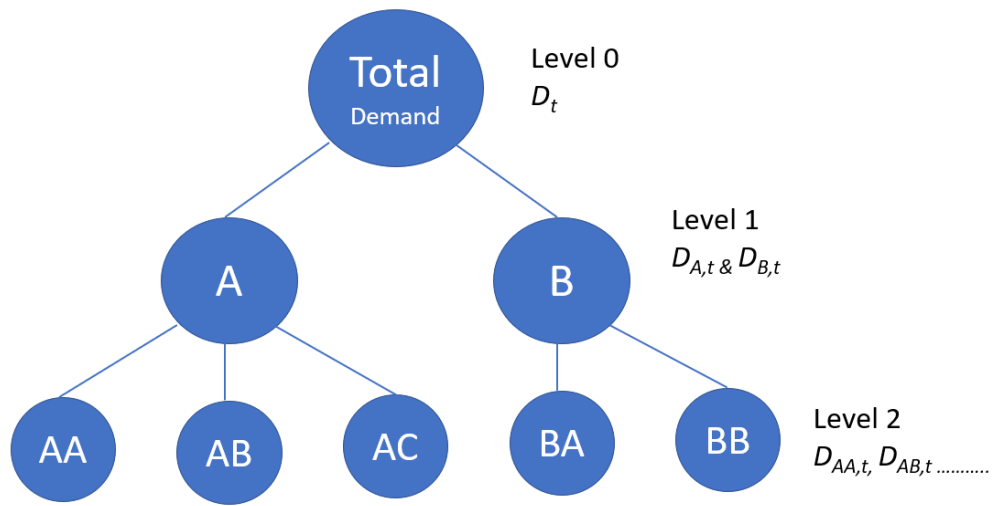 Total
Demand
Level 0
Dt
A
B
Level 1
DA,t & DB,t
AA
AB
AC
BA
BB
Level 2
DAA,t, DAB,t ...........